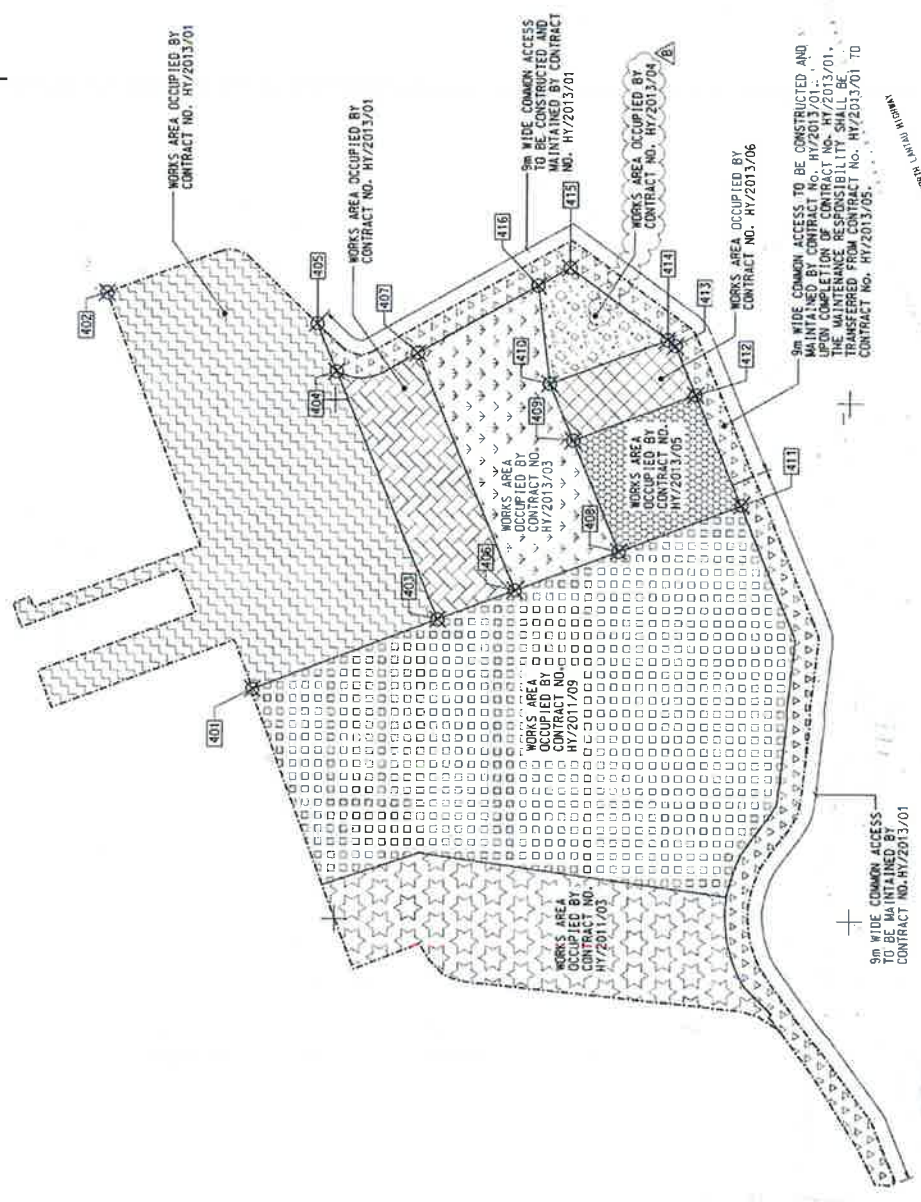 WORKS AREA OCCUPIED BY
CONTRACT NO. HY/2013/01
402
WORKS AREA OCCUPIED BY
CONTRACT NO. HY/2013/01
405
404
407
9m WIDE COMMON ACCESS
TO BE CONSTRUCTED AND
MAINTAINED BY CONTRACT
NO. HY/2013/01
416
415
WORKS AREA OCCUPIED BY
CONTRACT NO. HY/2013/04
B
410
409
414
413
412
WORKS AREA OCCUPIED BY
CONTRACT NO. HY/2013/06
WORKS AREA
OCCUPIED BY
CONTRACT NO.
HY/2013/03
WORKS AREA
OCCUPIED BY
CONTRACT NO.
HY/2013/05
408
411
9m WIDE COMMON ACCESS TO BE CONSTRUCTED AND
MAINTAINED BY CONTRACT No. HY/2013/01.
UPON COMPLETION OF CONTRACT No. HY/2013/01,
THE MAINTENANCE RESPONSIBILITY SHALL BE
TRANSFERRED FROM CONTRACT No. HY/2013/01 TO
CONTRACT No. HY/2013/05.
LANTAU HIGHWAY
403
406
401
WORKS AREA
OCCUPIED BY
CONTRACT NO.
HY/2011/09
WORKS AREA
OCCUPIED BY
CONTRACT NO.
HY/2011/03
9m WIDE COMMON ACCESS
TO BE MAINTAINED BY
CONTRACT NO.HY/2013/01